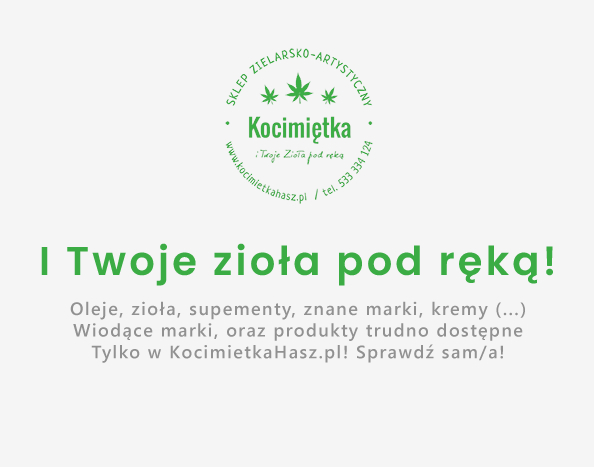 SKLEP ZIELARSKO-ARTYSTYCZNY
Kocimiętka
i Twoje Zioła pod ręką
www.kocimietkahasz.pl / tel. 533 334 124
I Twoje zioła pod ręką!
Oleje, zioła, supementy, znane marki, kremy (...)
Wiodące marki, oraz produkty trudno dostępne
Tylko w KocimietkaHasz.pl! Sprawdź sam/a!